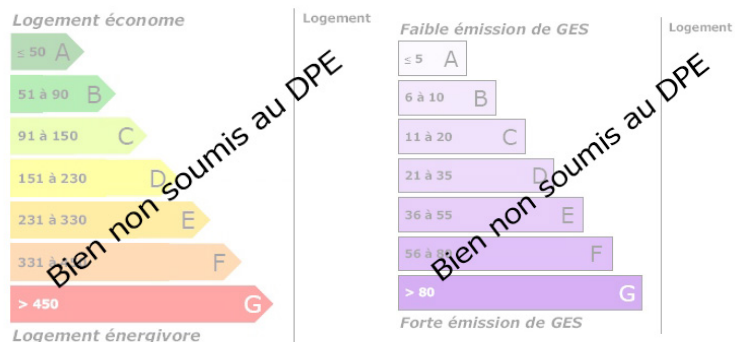 Logement économe
Logement
≤ 50 A
51 à 90 B
91 à 150 C
151 à 230 D
231 à 330 E
331 F
> 450 G
Logement énergivore
Bien non soumis au DPE
Faible émission de GES
Logement
≤ 5 A
6 à 10 B
11 à 20 C
21 à 35 D
36 à 55 E
56 à 80 F
> 80 G
Forte émission de GES
Bien non soumis au DPE